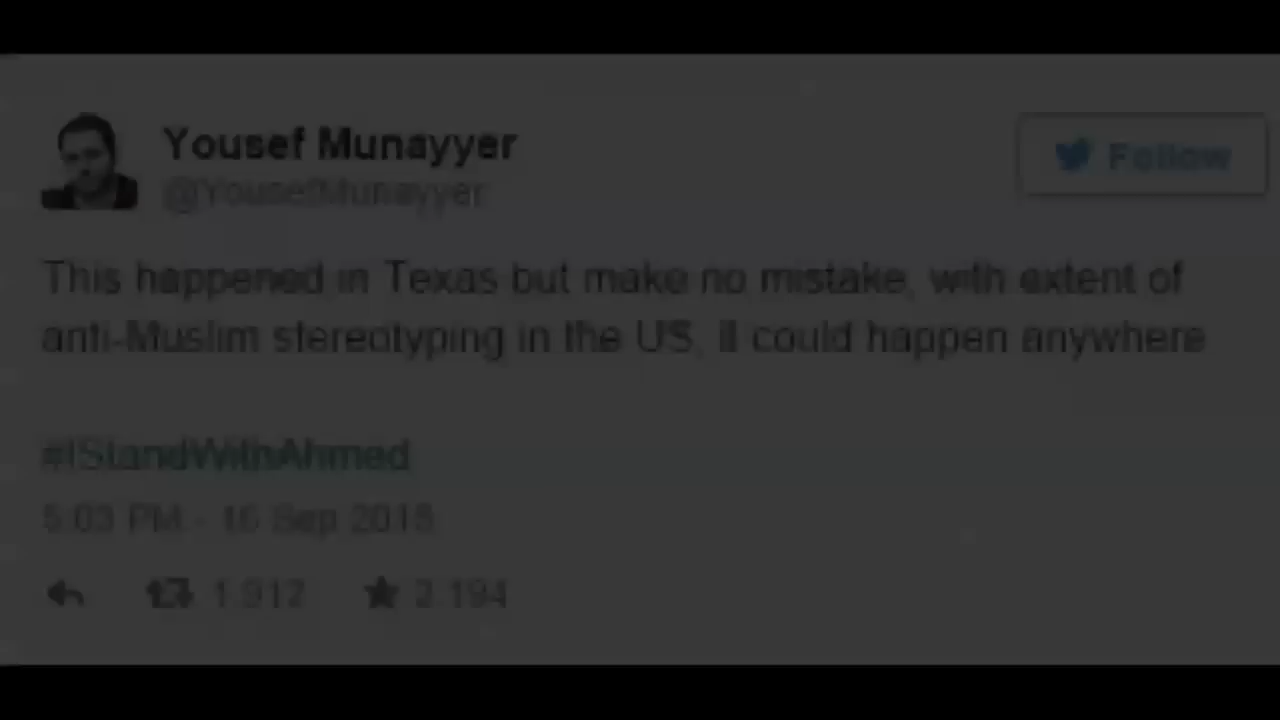 Yousef Munayyer
@YousefMunayyer
Follow
This happened in Texas but make no mistake, with extent of
anti-Muslim stereotyping in the US, it could happen anywhere
#IStandWithAhmed
5:03 PM - 16 Sep 2015
1,912 2,194